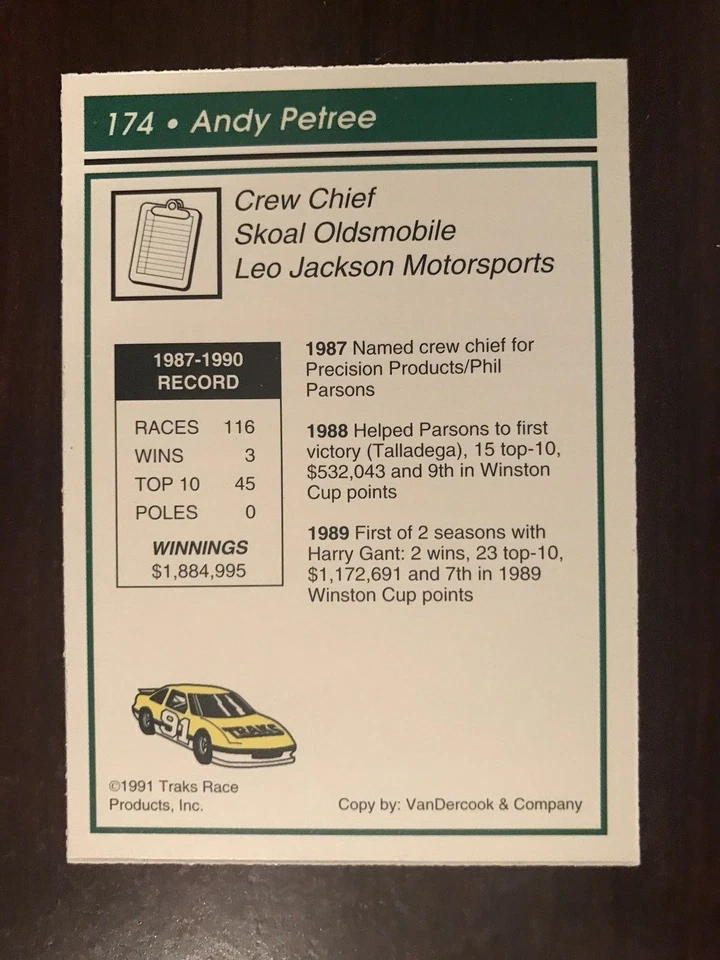 174 • Andy Petree
Crew Chief
Skoal Oldsmobile
Leo Jackson Motorsports
1987-1990
RECORD
RACES 116
WINS 3
TOP 10 45
POLES 0
WINNINGS
$1,884,995
1987 Named crew chief for
Precision Products/Phil
Parsons
1988 Helped Parsons to first
victory (Talladega), 15 top-10,
$532,043 and 9th in Winston
Cup points
1989 First of 2 seasons with
Harry Gant: 2 wins, 23 top-10,
$1,172,691 and 7th in 1989
Winston Cup points
91
TRAKS
©1991 Traks Race
Products, Inc.
Copy by: VanDercook & Company